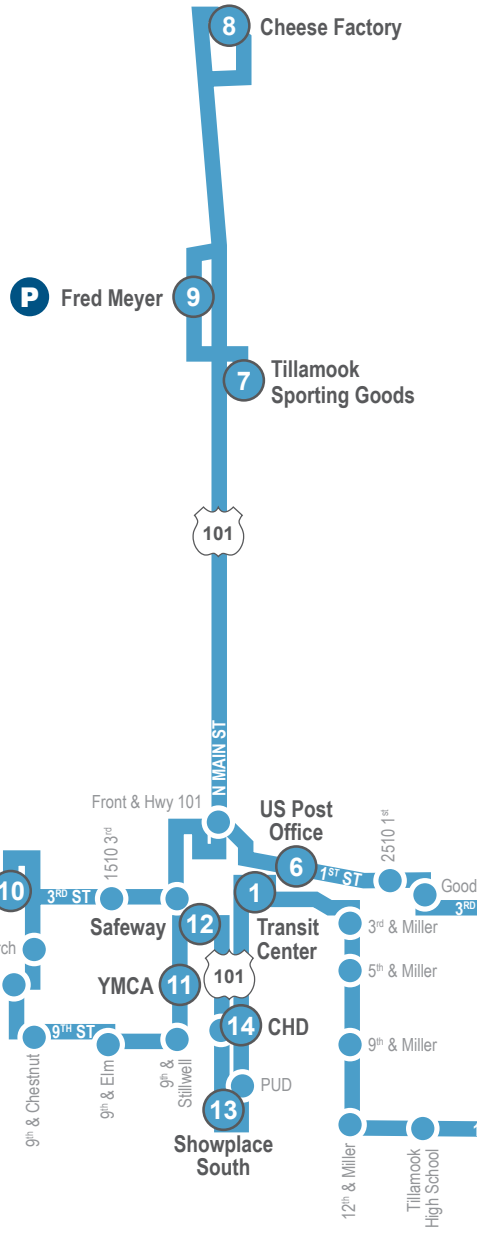 8 Cheese Factory
P Fred Meyer 9
7 Tillamook
Sporting Goods
101
N MAIN ST
Front & Hwy 101
US Post
Office
6
1ST ST
2510 1st
1510 3rd
10
3RD ST
Safeway
12
1
Transit
Center
Good
3RD
3rd & Miller
rch
YMCA 11
101
5th & Miller
9TH ST
14 CHD
9th & Miller
9th & Chestnut
9th & Elm
9th &
Stillwell
PUD
13
Showplace
South
12th & Miller
Tillamook
High School